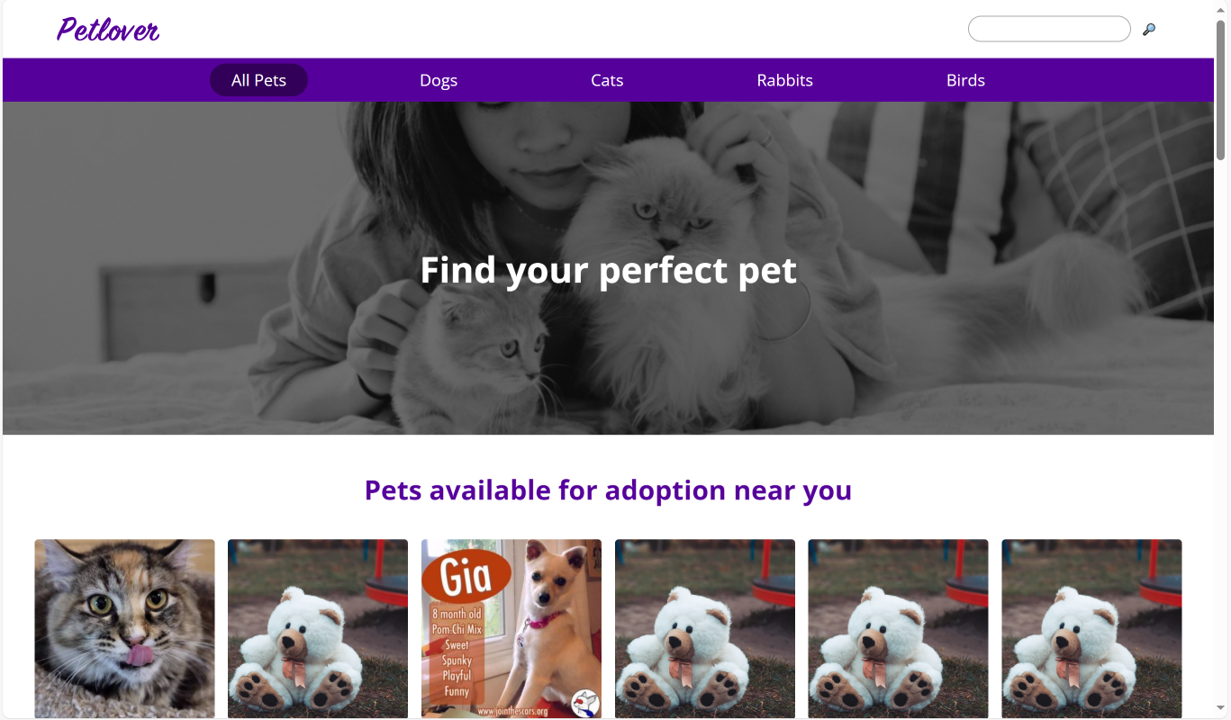 Petlover
All Pets
Dogs
Cats
Rabbits
Birds
Find your perfect pet
Pets available for adoption near you
Gia
8 month old
Pom-Chi Mix
Sweet
Spunky
Playful
Funny
www.jointhescars.org